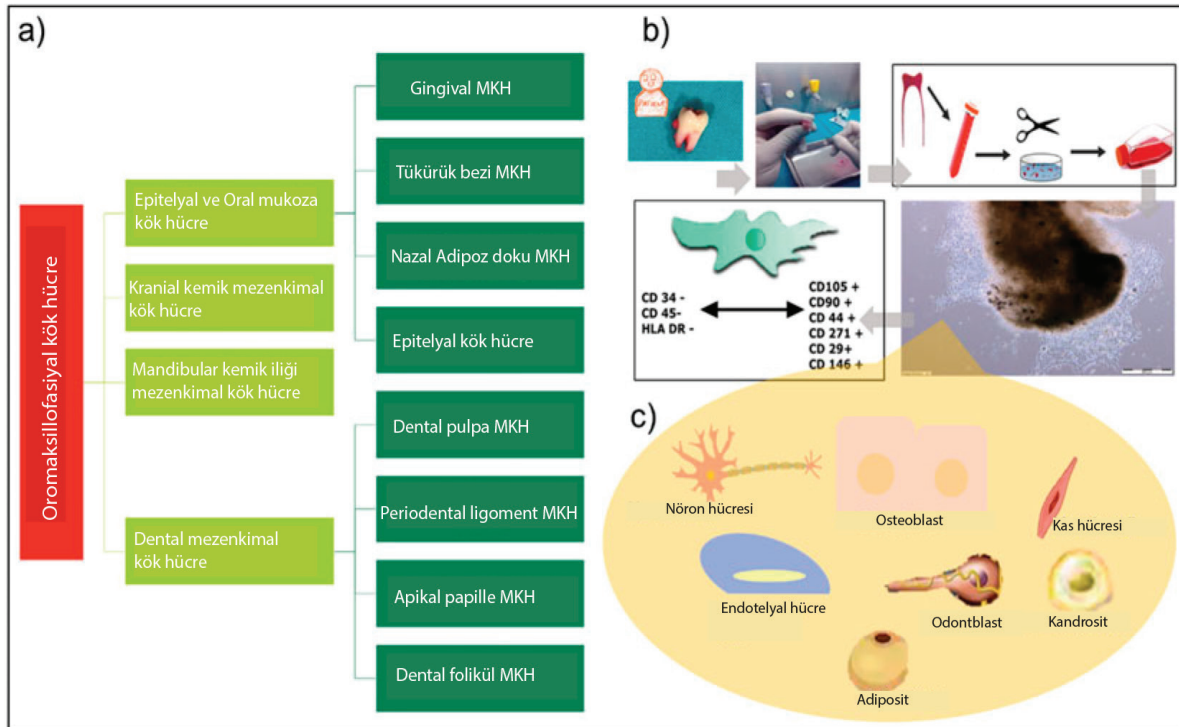 a)
Oromaksillofasiyal kök hücre
Epitelyal ve Oral mukoza
kök hücre
Kranial kemik mezenkimal
kök hücre
Mandibular kemik iliği
mezenkimal kök hücre
Dental mezenkimal
kök hücre
Gingival MKH
Tükürük bezi MKH
Nazal Adipoz doku MKH
Epitelyal kök hücre
Dental pulpa MKH
Periodental ligoment MKH
Apikal papille MKH
Dental folikül MKH
b)
CD 34 -
CD 45-
HLA DR -
CD105 +
CD90 +
CD 44 +
CD 271 +
CD 29+
CD 146 +
c)
Nöron hücresi
Osteoblast
Kas hücresi
Endotelyal hücre
Odontblast
Kandrosit
Adiposit